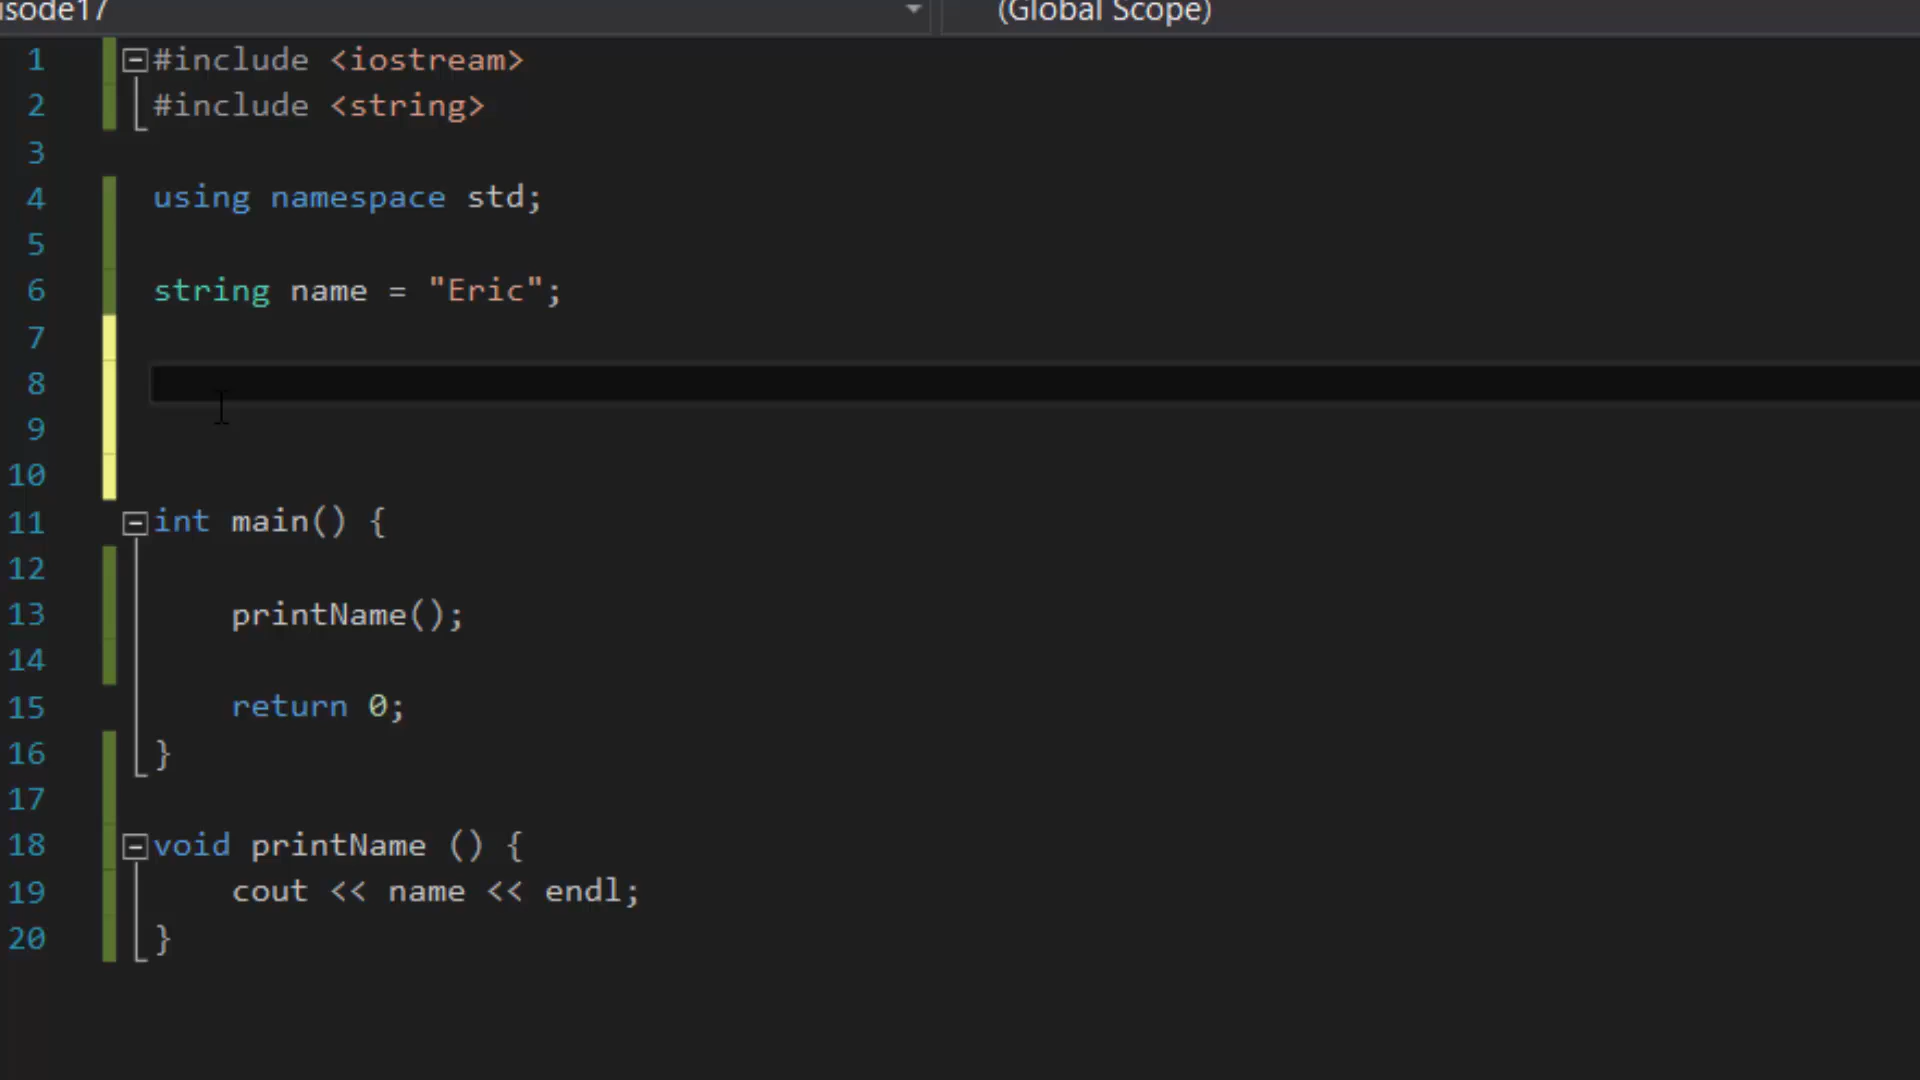 isode17
(Global Scope)
1 #include <iostream>
2 #include <string>
3
4 using namespace std;
5
6 string name = "Eric";
7
8
9
10
11 int main() {
12
13 printName();
14
15 return 0;
16 }
17
18 void printName () {
19 cout << name << endl;
20 }